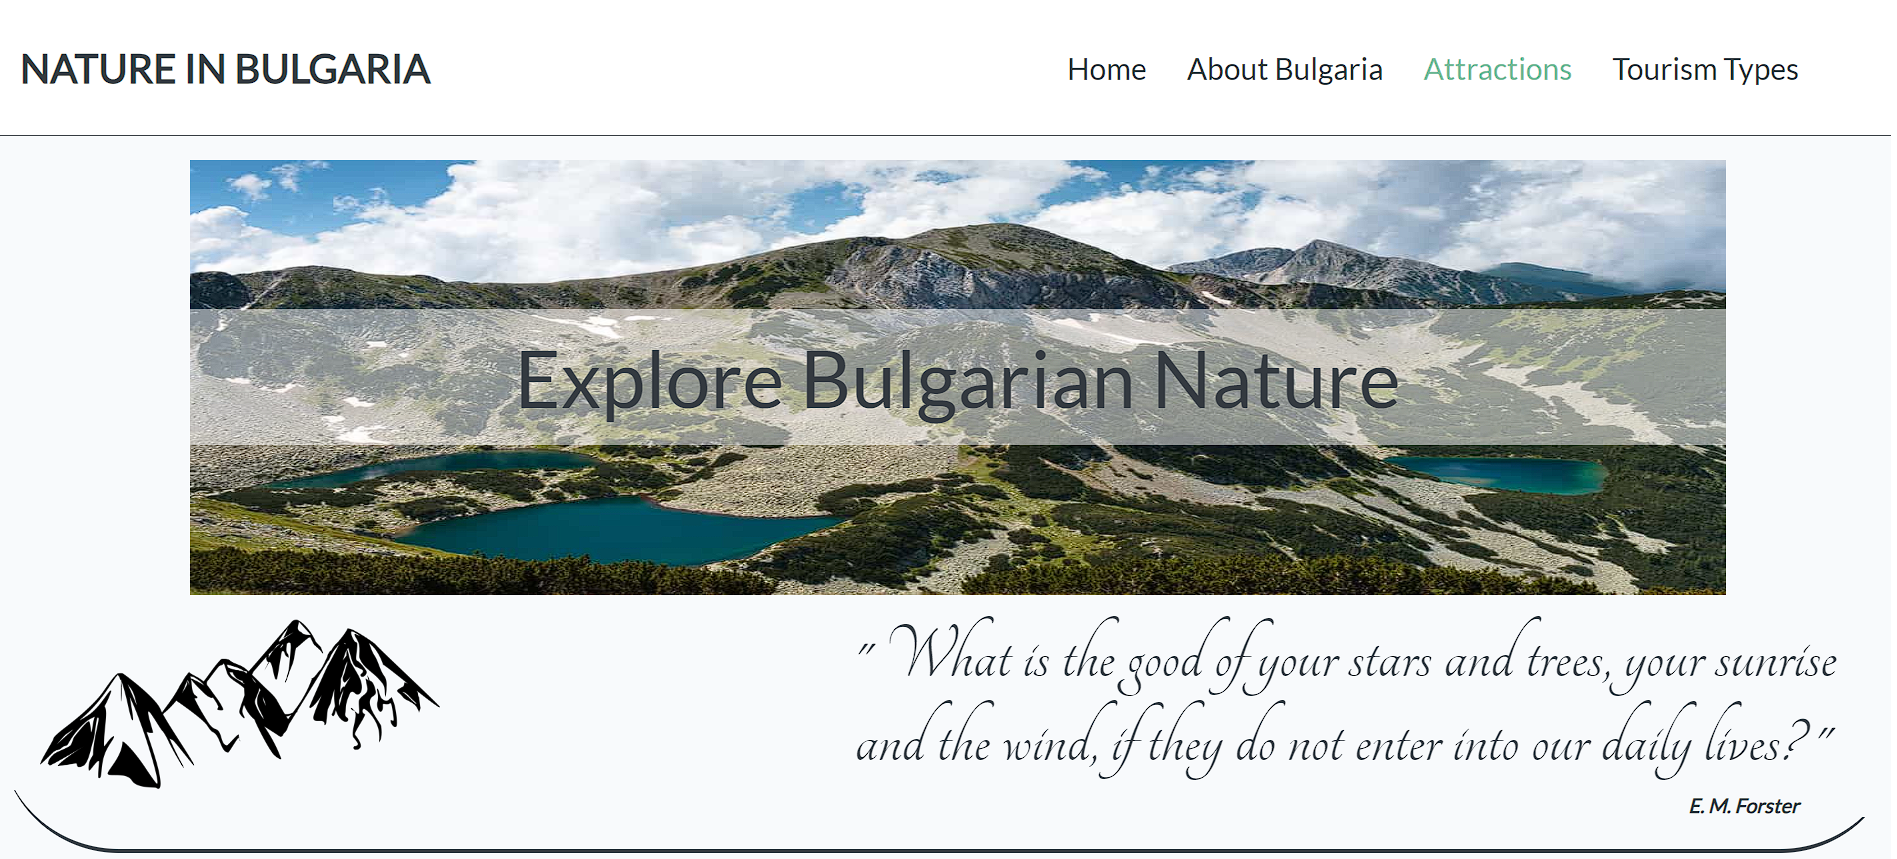 NATURE IN BULGARIA
Home About Bulgaria Attractions Tourism Types
Explore Bulgarian Nature
" What is the good of your stars and trees, your sunrise
and the wind, if they do not enter into our daily lives? "
E. M. Forster